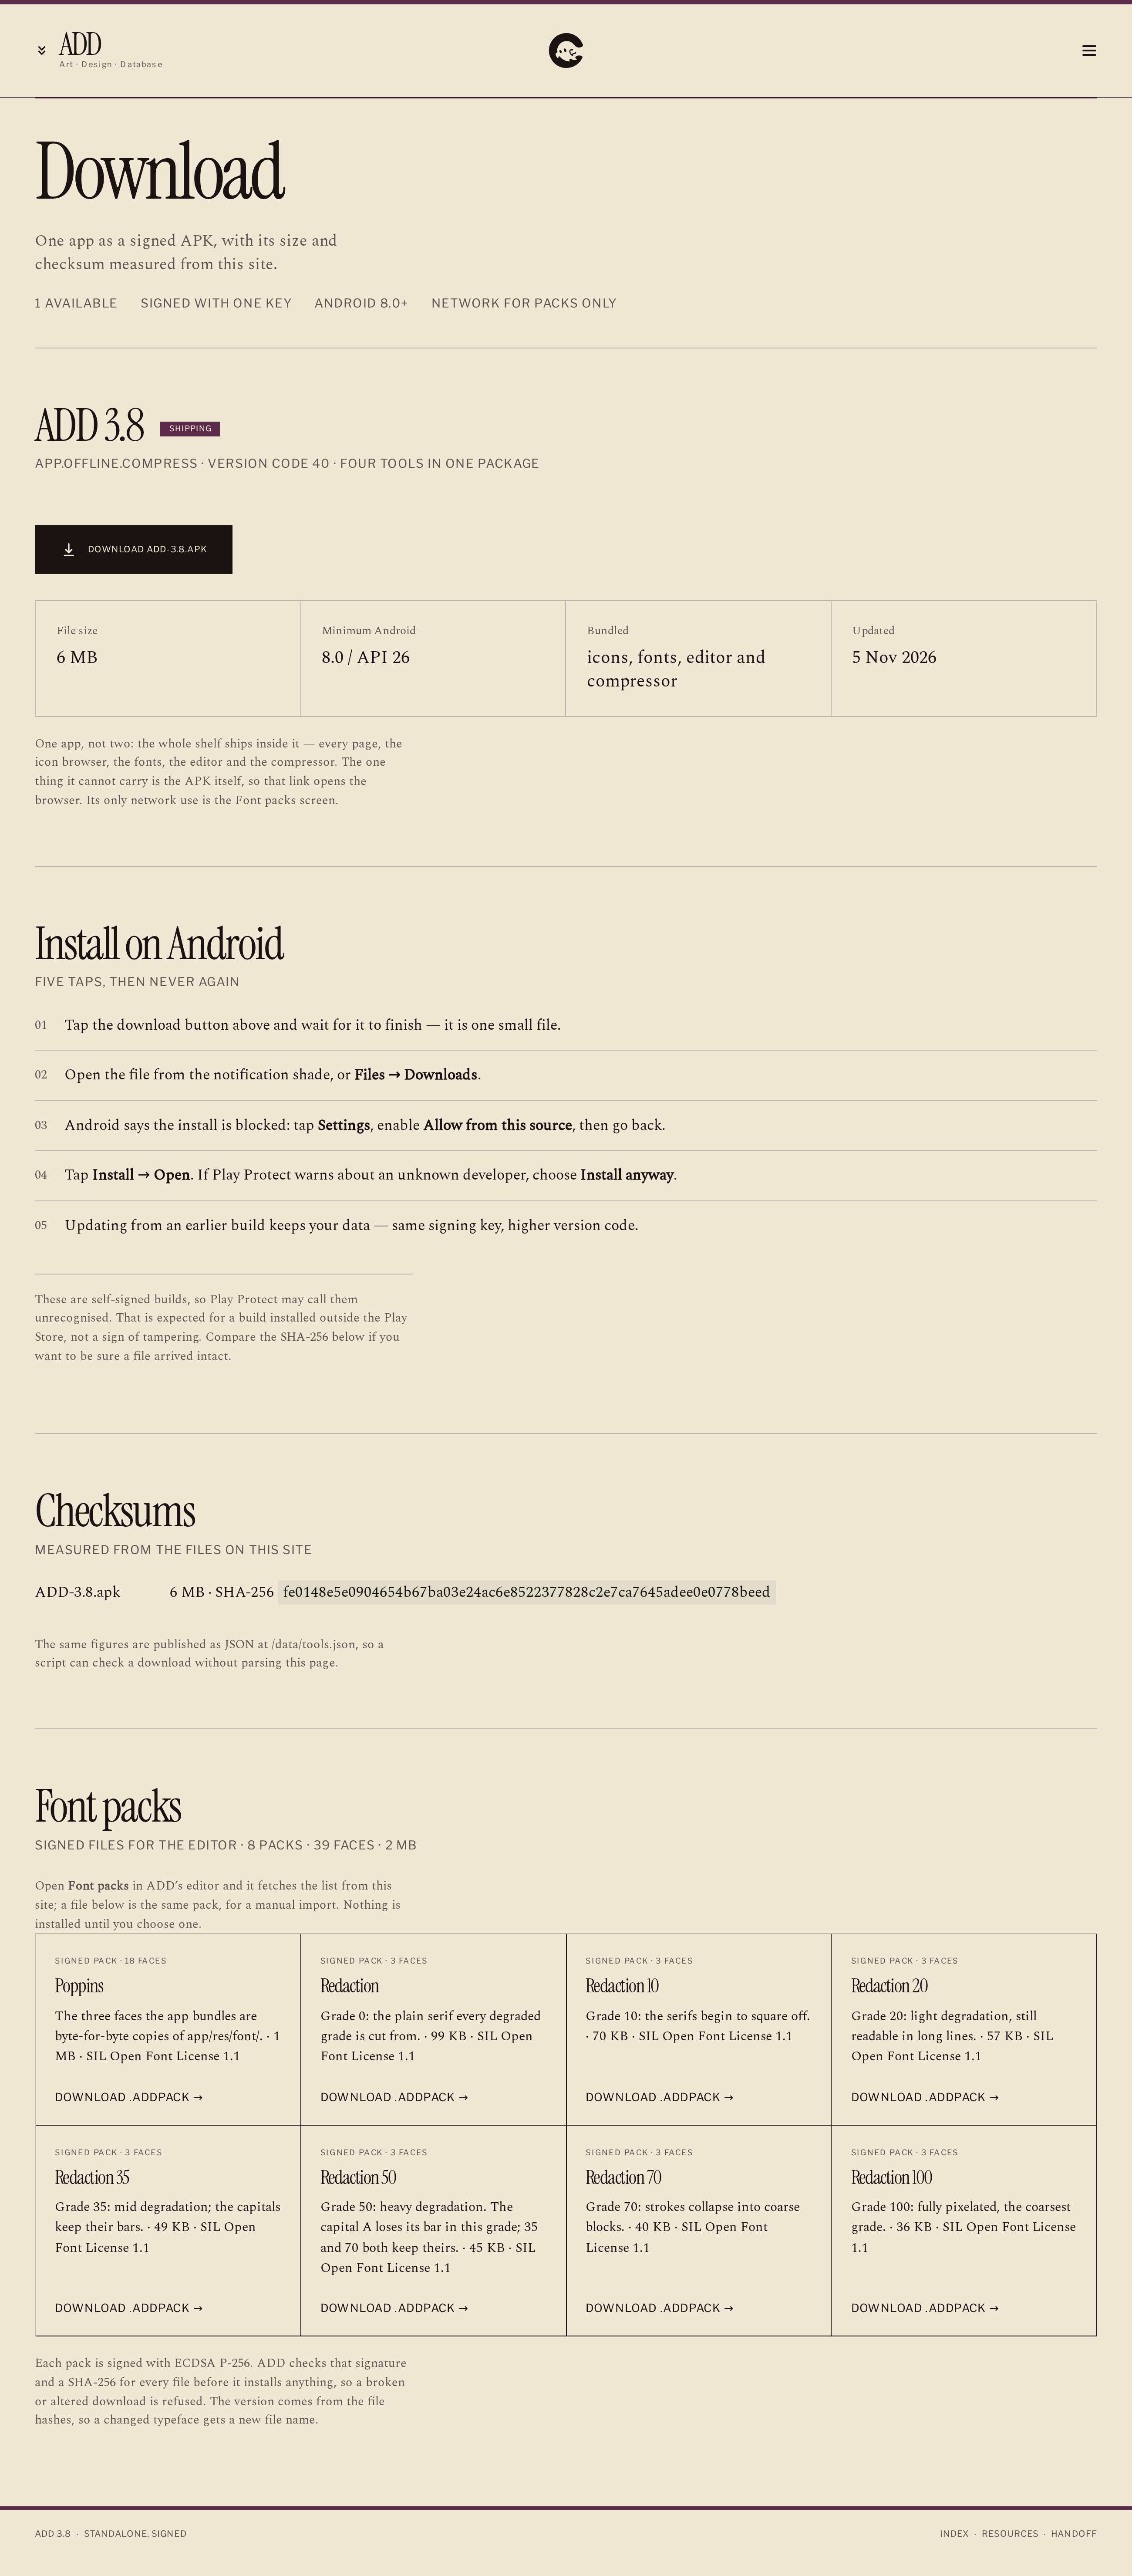 ADD
Art · Design · Database
Download
One app as a signed APK, with its size and
checksum measured from this site.
1 AVAILABLE SIGNED WITH ONE KEY ANDROID 8.0+ NETWORK FOR PACKS ONLY
ADD 3.8 SHIPPING
APP.OFFLINE.COMPRESS · VERSION CODE 40 · FOUR TOOLS IN ONE PACKAGE
DOWNLOAD ADD-3.8.APK
File size
6 MB
Minimum Android
8.0 / API 26
Bundled
icons, fonts, editor and
compressor
Updated
5 Nov 2026
One app, not two: the whole shelf ships inside it — every page, the
icon browser, the fonts, the editor and the compressor. The one
thing it cannot carry is the APK itself, so that link opens the
browser. Its only network use is the Font packs screen.
Install on Android
FIVE TAPS, THEN NEVER AGAIN
01 Tap the download button above and wait for it to finish — it is one small file.
02 Open the file from the notification shade, or Files → Downloads.
03 Android says the install is blocked: tap Settings, enable Allow from this source, then go back.
04 Tap Install → Open. If Play Protect warns about an unknown developer, choose Install anyway.
05 Updating from an earlier build keeps your data — same signing key, higher version code.
These are self-signed builds, so Play Protect may call them
unrecognised. That is expected for a build installed outside the Play
Store, not a sign of tampering. Compare the SHA-256 below if you
want to be sure a file arrived intact.
Checksums
MEASURED FROM THE FILES ON THIS SITE
ADD-3.8.apk 6 MB · SHA-256 fe0148e5e0904654b67ba03e24ac6e8522377828c2e7ca7645adee0e0778beed
The same figures are published as JSON at /data/tools.json, so a
script can check a download without parsing this page.
Font packs
SIGNED FILES FOR THE EDITOR · 8 PACKS · 39 FACES · 2 MB
Open Font packs in ADD’s editor and it fetches the list from this
site; a file below is the same pack, for a manual import. Nothing is
installed until you choose one.
SIGNED PACK · 18 FACES
Poppins
The three faces the app bundles are
byte-for-byte copies of app/res/font/. · 1
MB · SIL Open Font License 1.1
DOWNLOAD .ADDPACK →
SIGNED PACK · 3 FACES
Redaction
Grade 0: the plain serif every degraded
grade is cut from. · 99 KB · SIL Open
Font License 1.1
DOWNLOAD .ADDPACK →
SIGNED PACK · 3 FACES
Redaction 10
Grade 10: the serifs begin to square off.
· 70 KB · SIL Open Font License 1.1
DOWNLOAD .ADDPACK →
SIGNED PACK · 3 FACES
Redaction 20
Grade 20: light degradation, still
readable in long lines. · 57 KB · SIL
Open Font License 1.1
DOWNLOAD .ADDPACK →
SIGNED PACK · 3 FACES
Redaction 35
Grade 35: mid degradation; the capitals
keep their bars. · 49 KB · SIL Open
Font License 1.1
DOWNLOAD .ADDPACK →
SIGNED PACK · 3 FACES
Redaction 50
Grade 50: heavy degradation. The
capital A loses its bar in this grade; 35
and 70 both keep theirs. · 45 KB · SIL
Open Font License 1.1
DOWNLOAD .ADDPACK →
SIGNED PACK · 3 FACES
Redaction 70
Grade 70: strokes collapse into coarse
blocks. · 40 KB · SIL Open Font
License 1.1
DOWNLOAD .ADDPACK →
SIGNED PACK · 3 FACES
Redaction 100
Grade 100: fully pixelated, the coarsest
grade. · 36 KB · SIL Open Font License
1.1
DOWNLOAD .ADDPACK →
Each pack is signed with ECDSA P-256. ADD checks that signature
and a SHA-256 for every file before it installs anything, so a broken
or altered download is refused. The version comes from the file
hashes, so a changed typeface gets a new file name.
ADD 3.8 · STANDALONE, SIGNED
INDEX · RESOURCES · HANDOFF